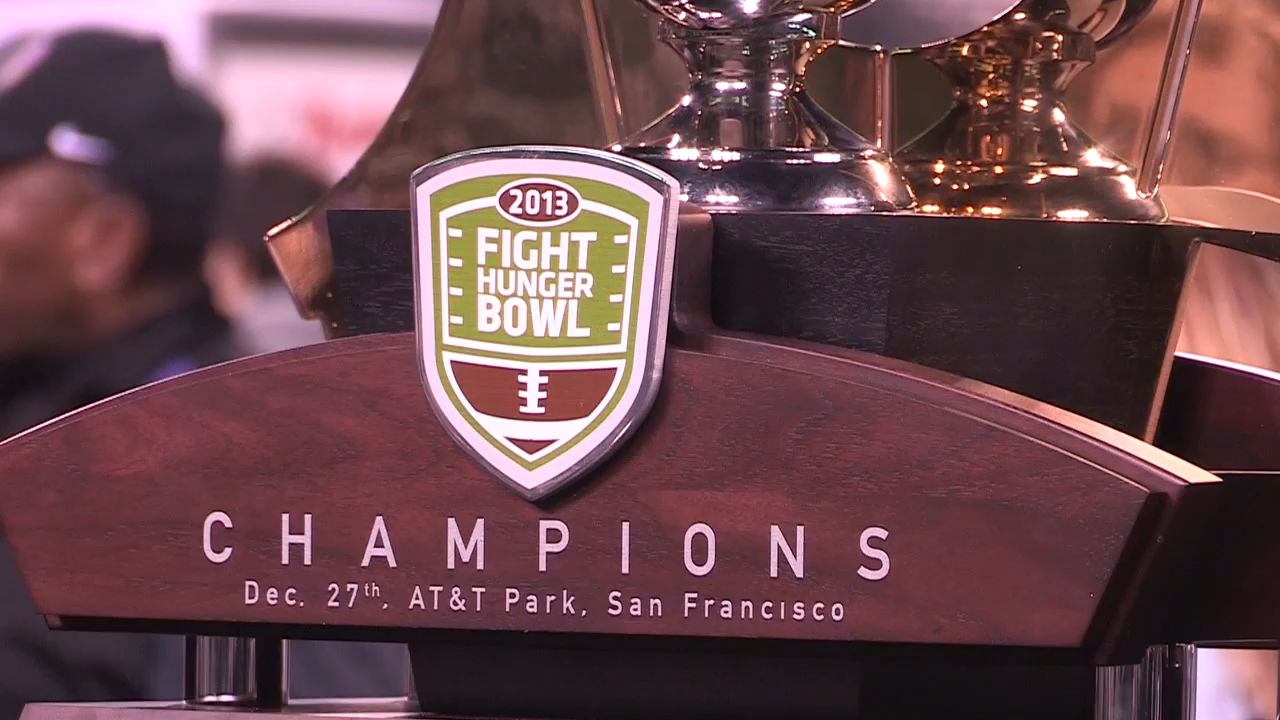 2013
FIGHT
HUNGER
BOWL
CHAMPIONS
Dec. 27th, AT&T Park, San Francisco